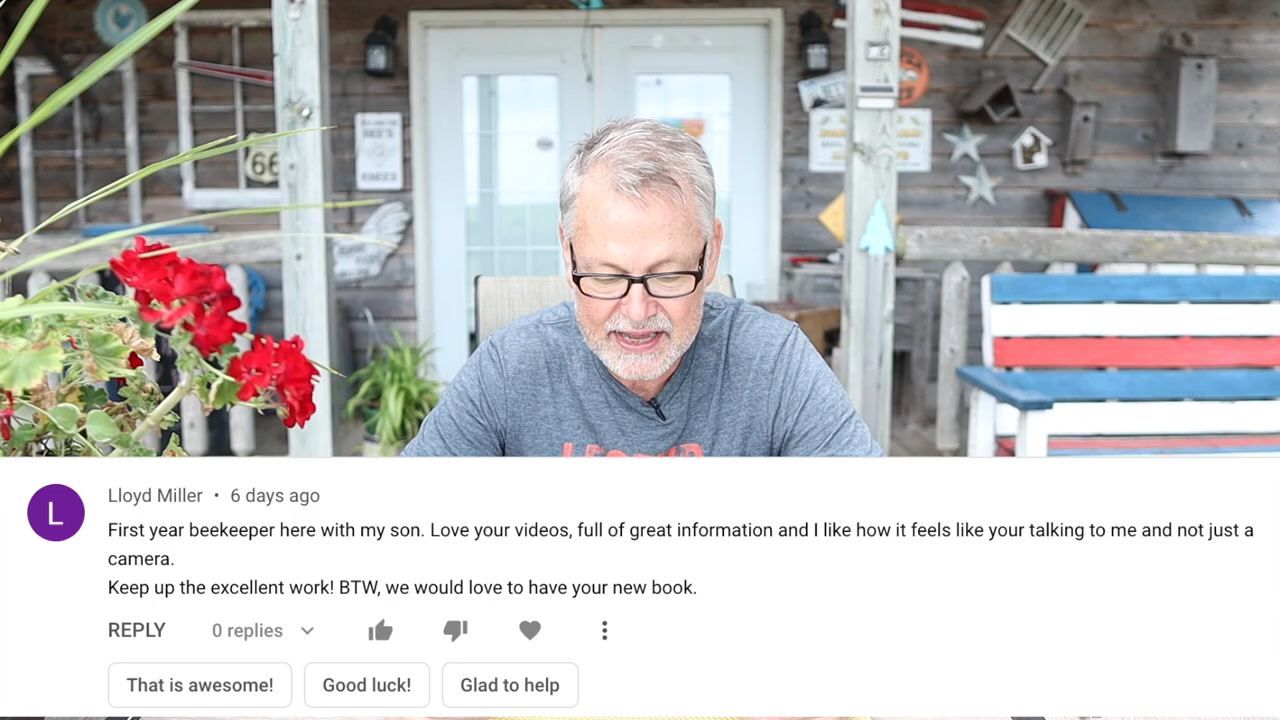 66
BEE'S
KNEES
Lloyd Miller • 6 days ago
First year beekeeper here with my son. Love your videos, full of great information and I like how it feels like your talking to me and not just a
camera.
Keep up the excellent work! BTW, we would love to have your new book.
REPLY 0 replies
That is awesome! Good luck! Glad to help
L